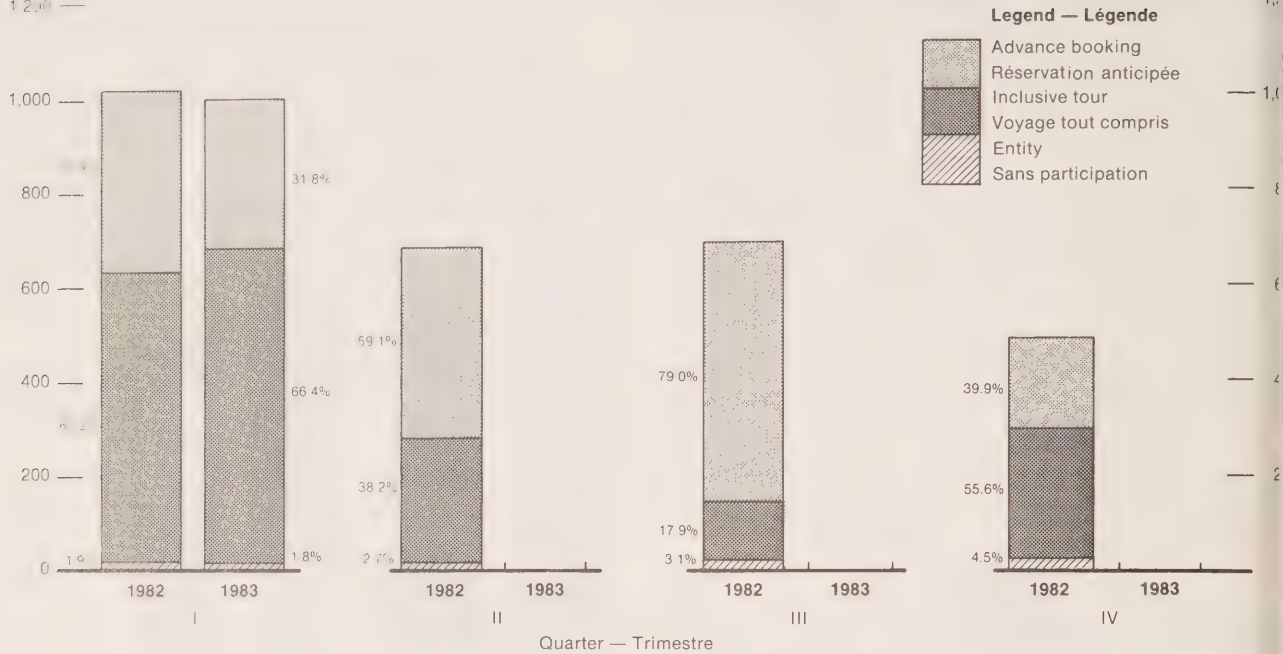 Legend — Légende
Advance booking
Réservation anticipée
Inclusive tour
Voyage tout compris
Entity
Sans participation
1,000
800
600
400
200
0
31.8%
66.4%
1.8%
59.1%
38.2%
79.0%
17.9%
3.1%
39.9%
55.6%
4.5%
1982 1983
1982 1983
1982 1983
1982 1983
I
II
III
IV
Quarter — Trimestre